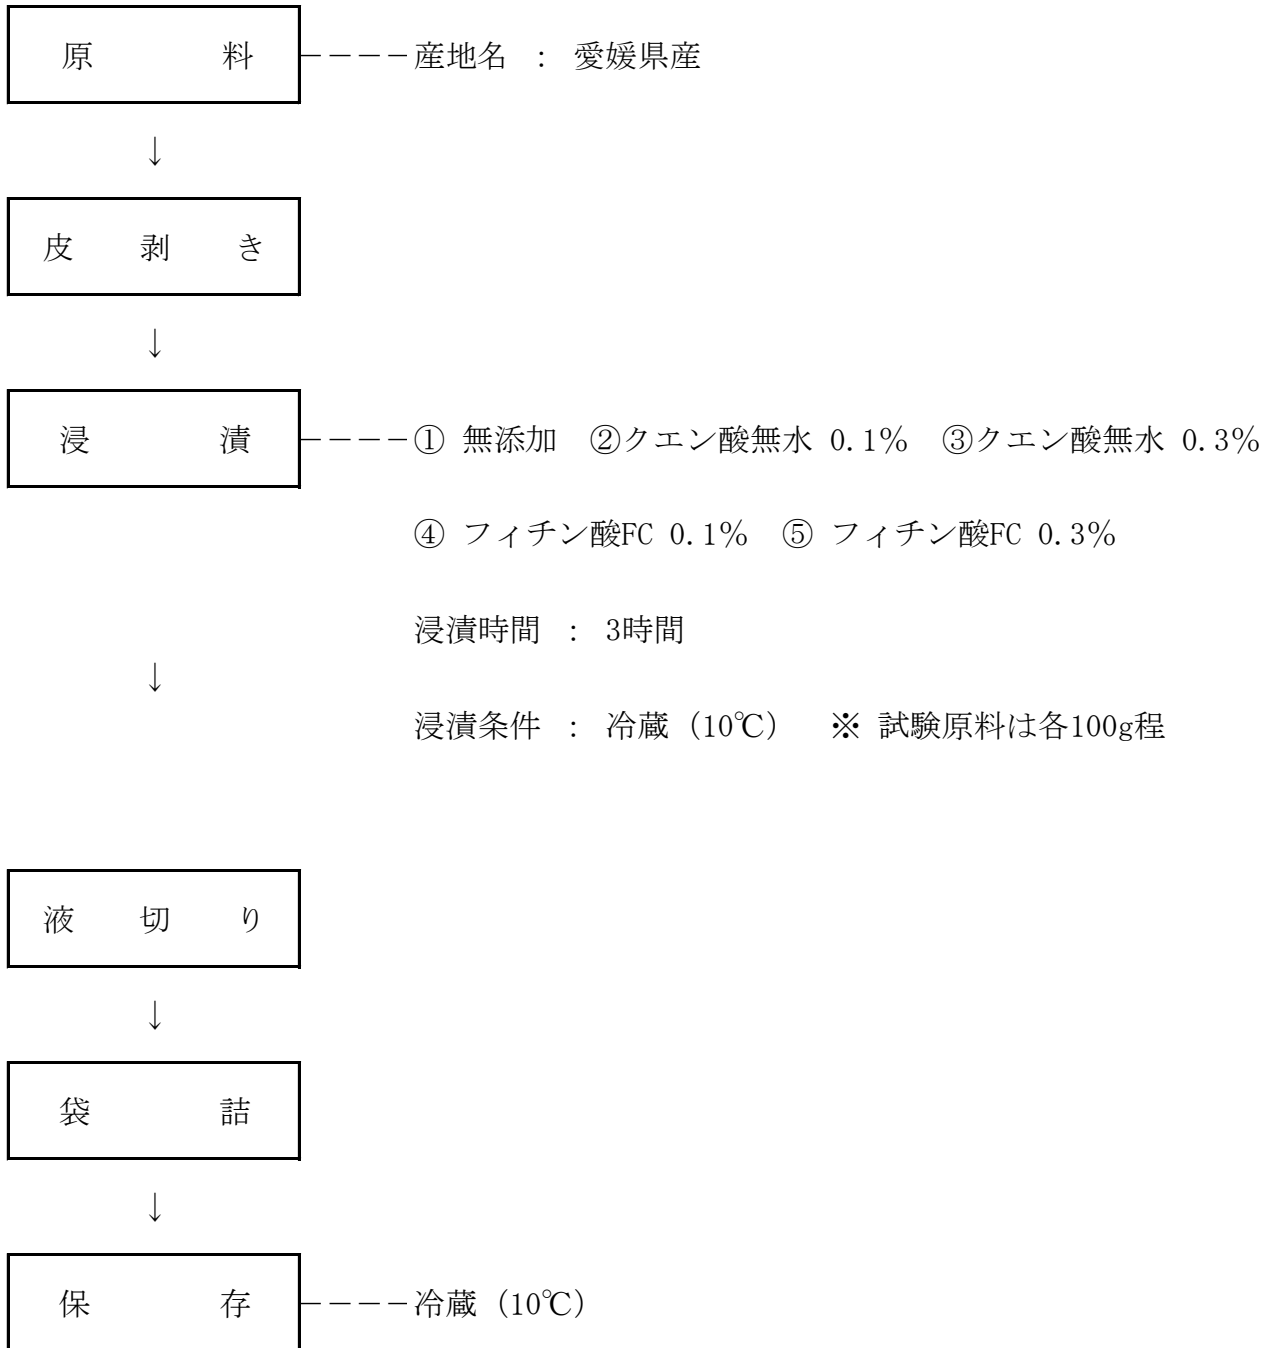 原　　　　料 －－－－産地名 ： 愛媛県産
↓
皮　剥　き
↓
浸　　　　漬 －－－－① 無添加　②クエン酸無水 0.1％　③クエン酸無水 0.3％
④ フィチン酸FC 0.1％　⑤ フィチン酸FC 0.3％
浸漬時間 ： 3時間
↓
浸漬条件 ： 冷蔵（10℃）　※ 試験原料は各100g程
液　切　り
↓
袋　　　　詰
↓
保　　　　存 －－－－冷蔵（10℃）